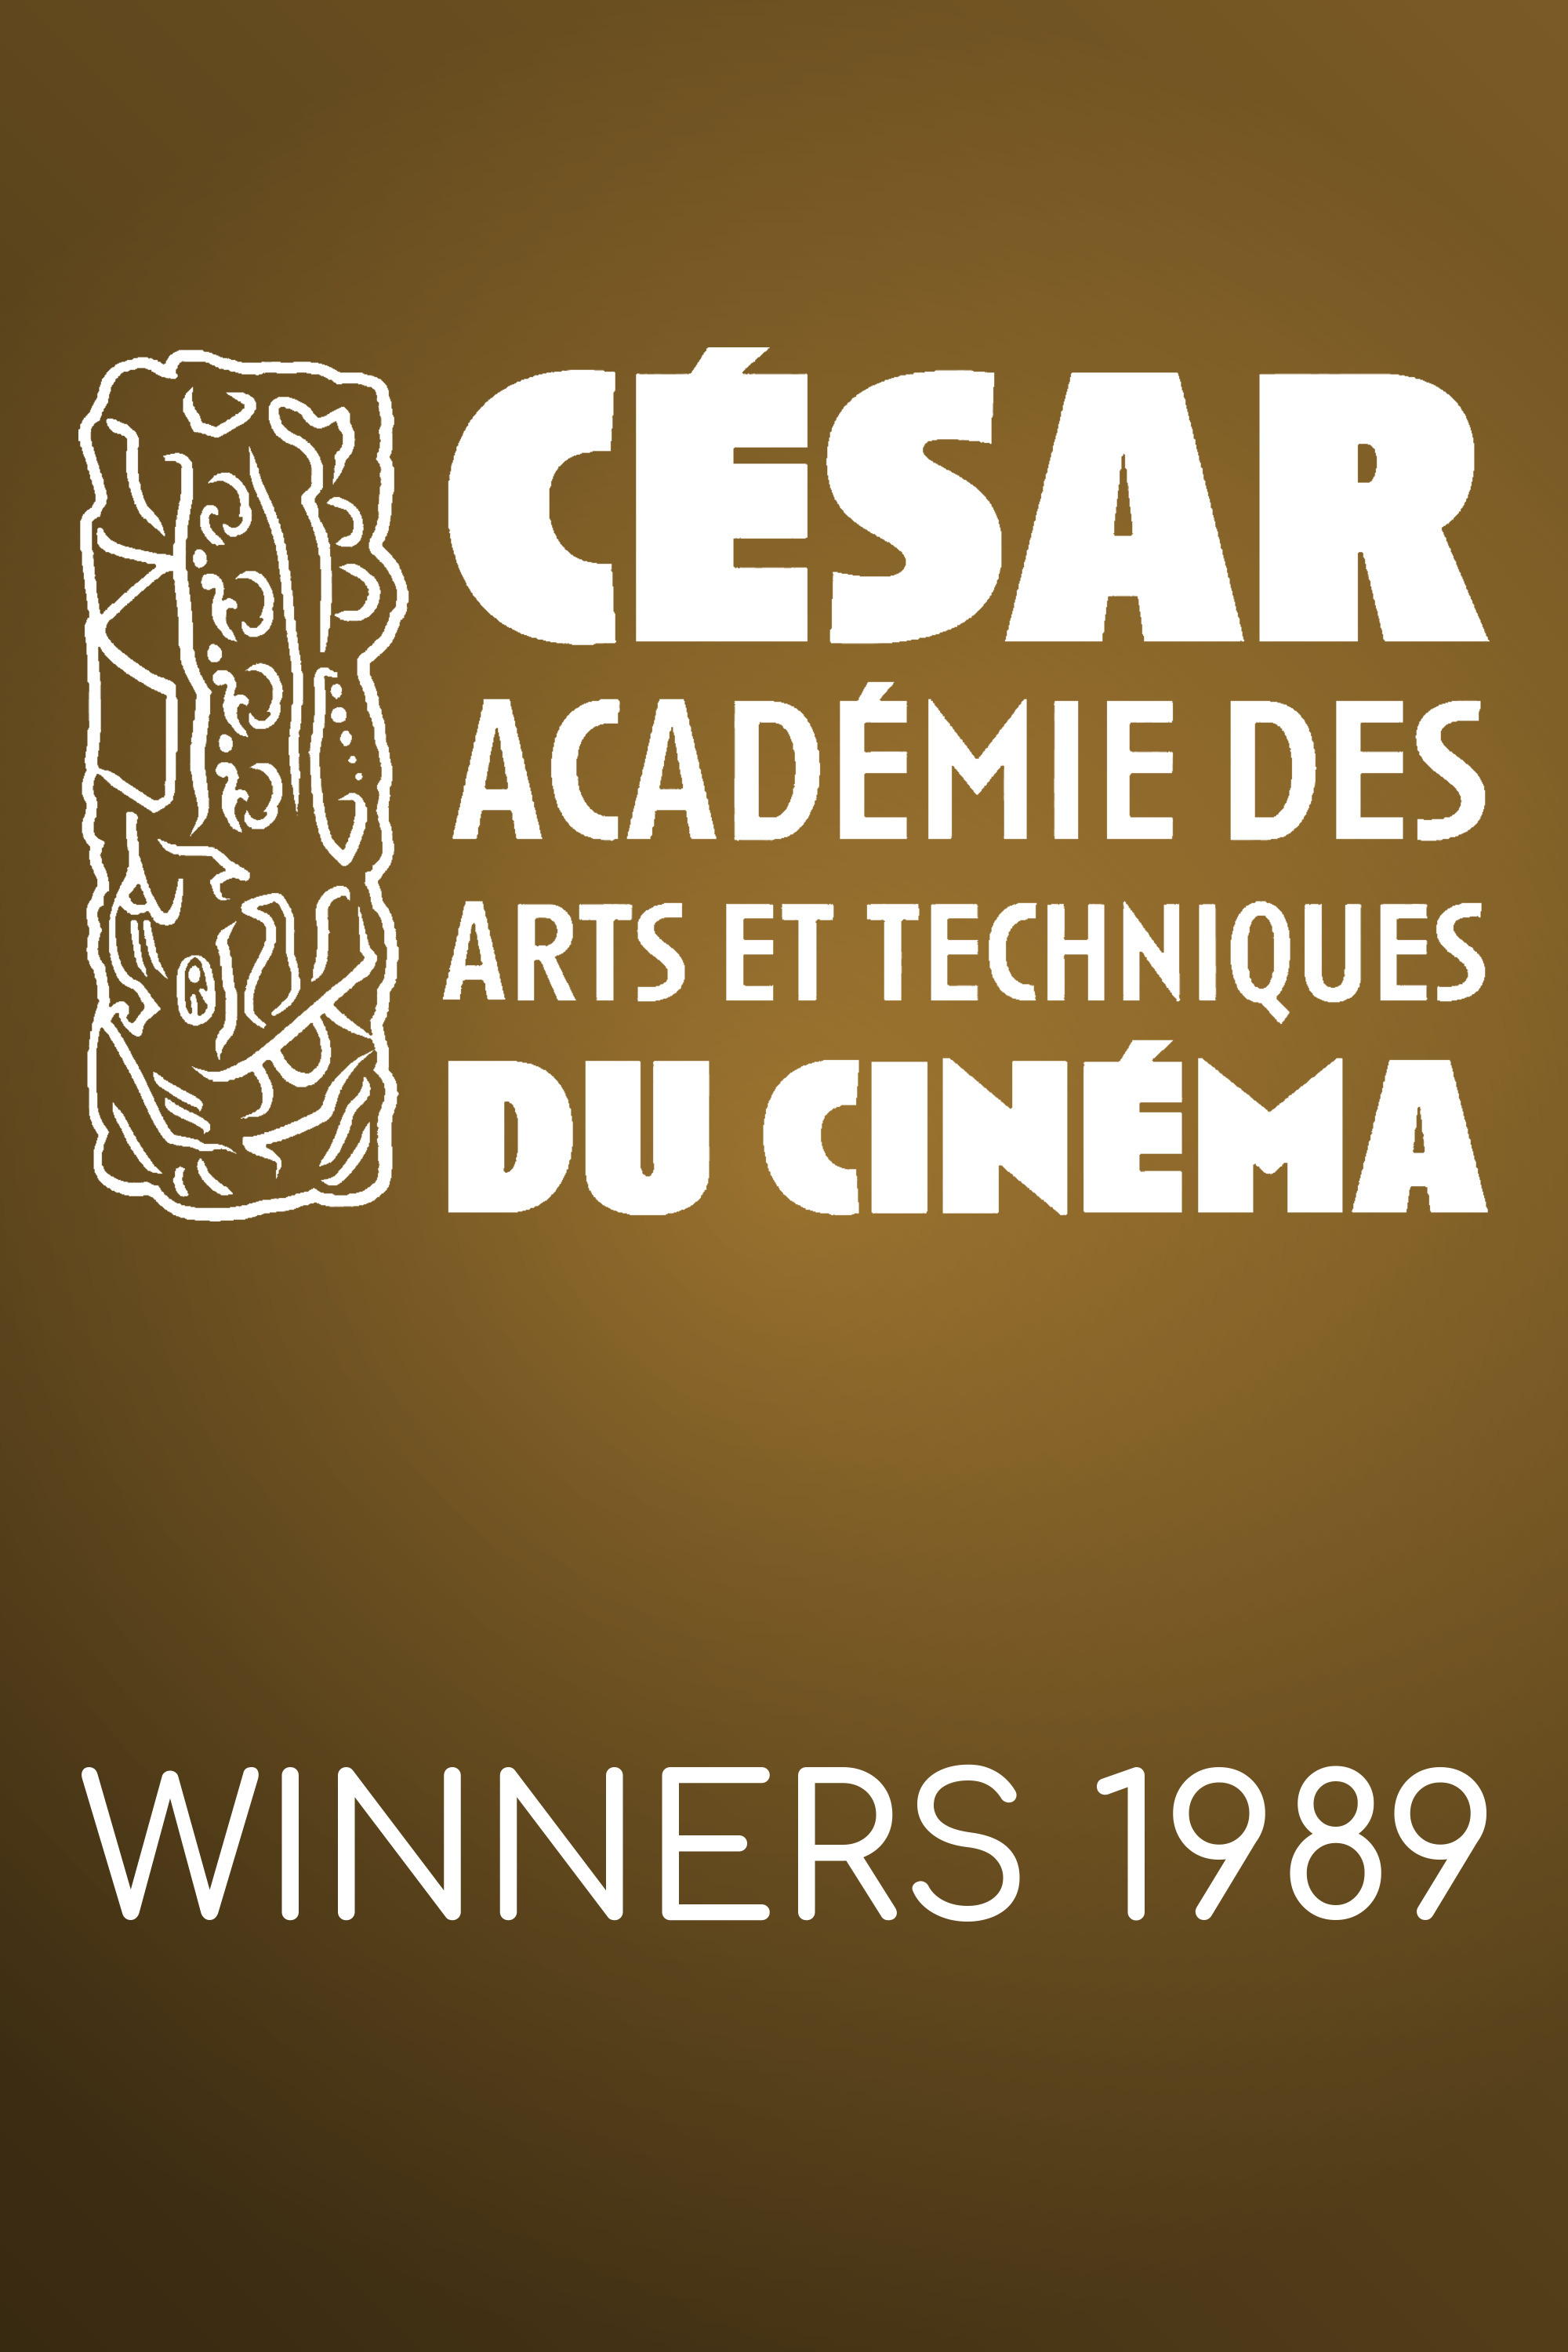 CÉSAR
ACADÉMIE DES
ARTS ET TECHNIQUES
DU CINÉMA
WINNERS 1989